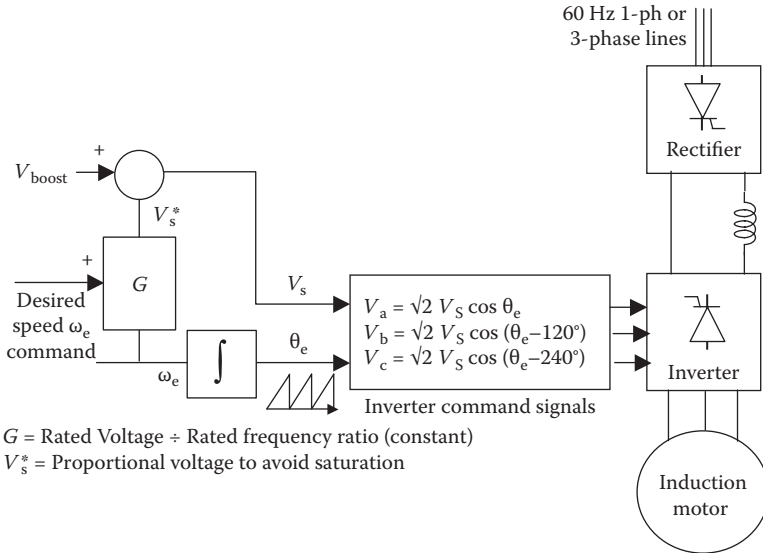 60 Hz 1-ph or
3-phase lines
Rectifier
+
V_boost
V_s^*
+
G
Desired
speed ω_e
command
V_s
ω_e
∫
θ_e
V_a = √2 V_S cos θ_e
V_b = √2 V_S cos (θ_e–120°)
V_c = √2 V_S cos (θ_e–240°)
Inverter command signals
Inverter
G = Rated Voltage ÷ Rated frequency ratio (constant)
V_s^* = Proportional voltage to avoid saturation
Induction
motor